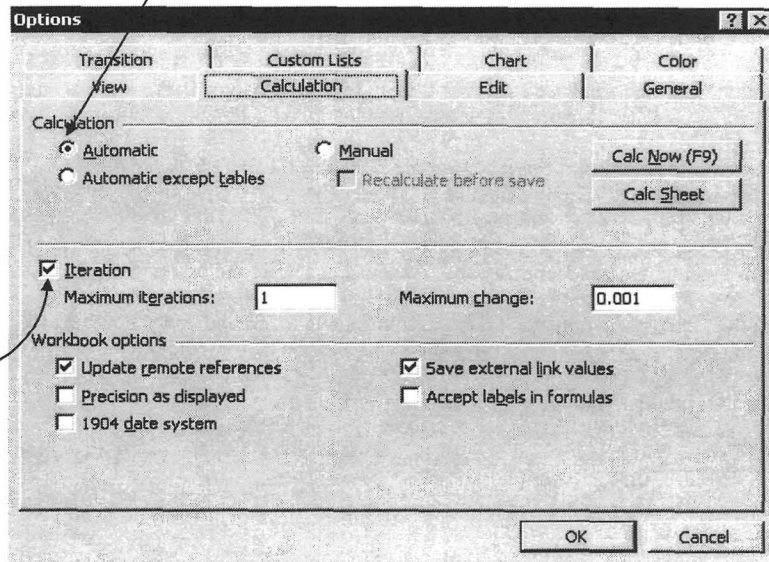 Options
Transition Custom Lists Chart Color
View Calculation Edit General
Calculation
Automatic Manual Calc Now (F9)
Automatic except tables Recalculate before save Calc Sheet
Iteration
Maximum iterations: 1 Maximum change: 0.001
Workbook options
Update remote references Save external link values
Precision as displayed Accept labels in formulas
1904 date system
OK Cancel